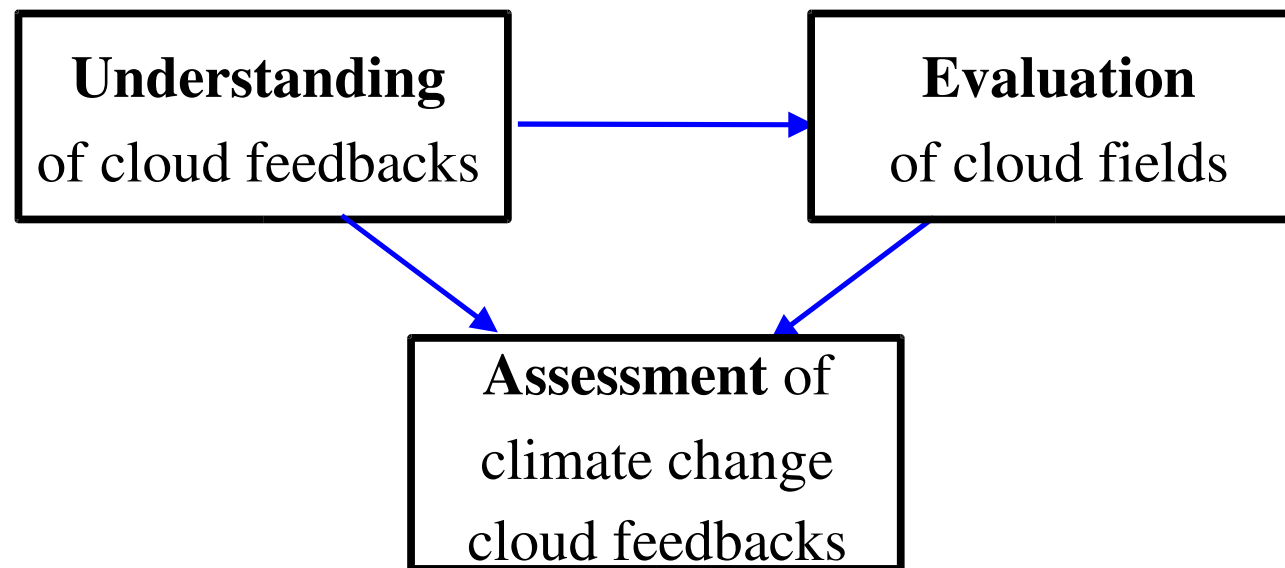 Understanding
of cloud feedbacks
Evaluation
of cloud fields
Assessment of
climate change
cloud feedbacks